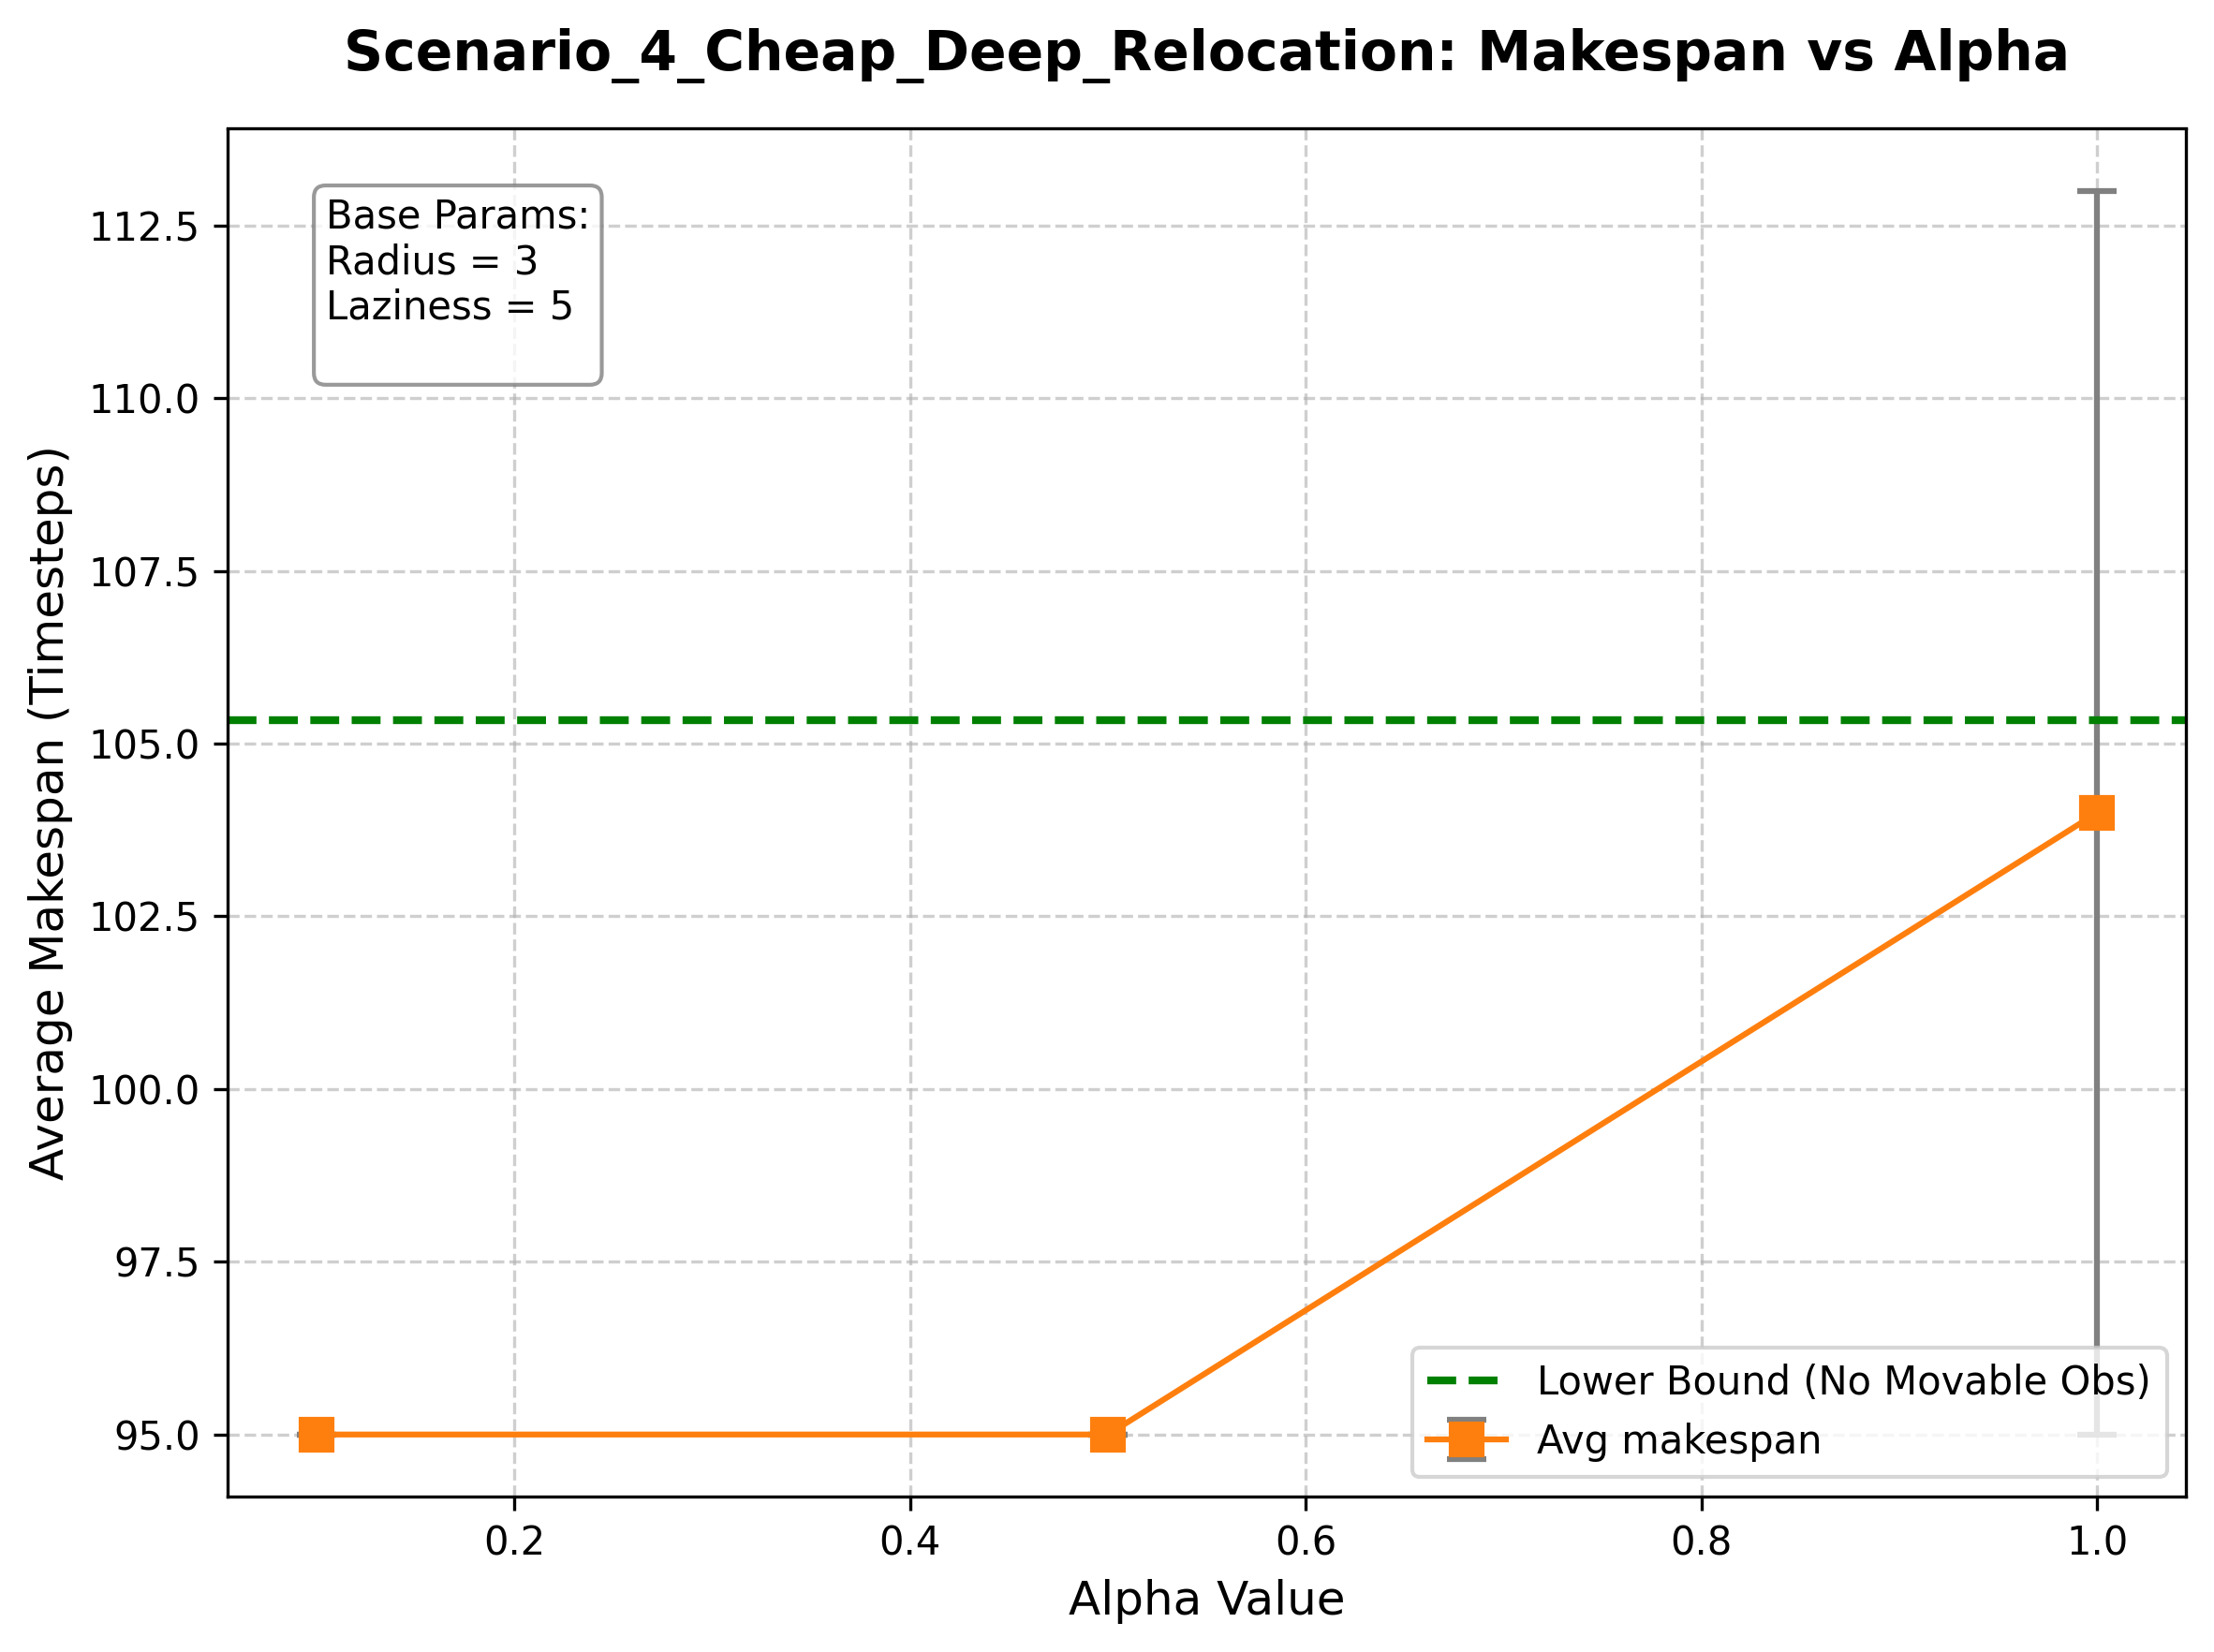 Scenario_4_Cheap_Deep_Relocation: Makespan vs Alpha
Base Params:
Radius = 3
Laziness = 5
Average Makespan (Timesteps)
112.5
110.0
107.5
105.0
102.5
100.0
97.5
95.0
Lower Bound (No Movable Obs)
Avg makespan
0.2
0.4
0.6
0.8
1.0
Alpha Value